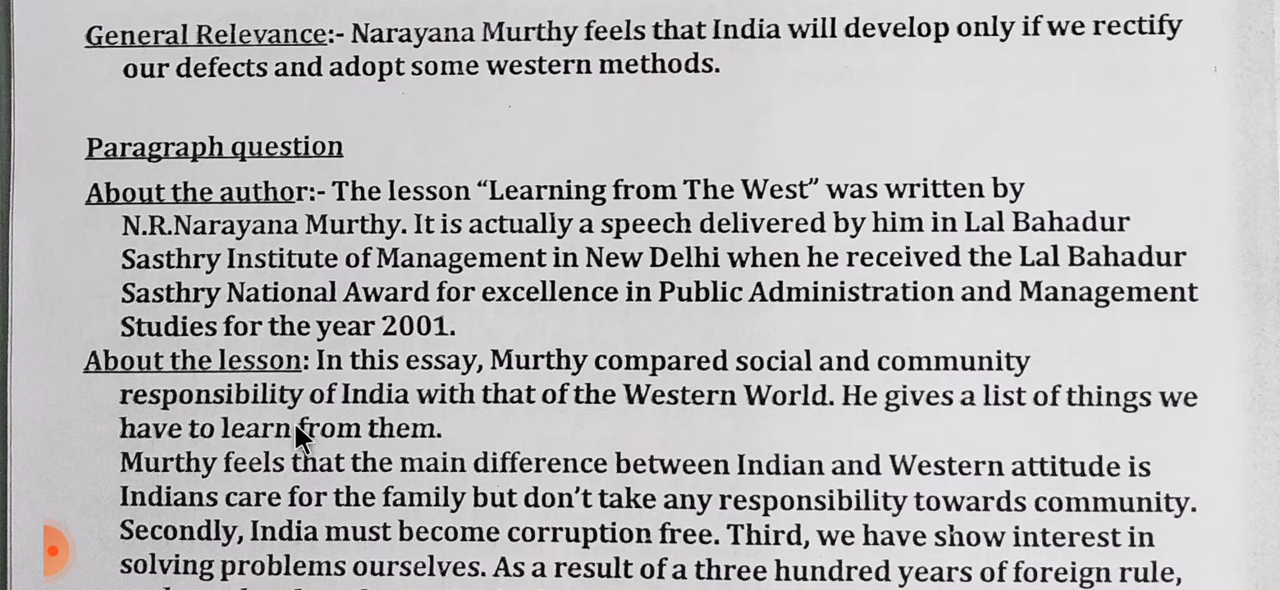 General Relevance:- Narayana Murthy feels that India will develop only if we rectify
our defects and adopt some western methods.
Paragraph question
About the author:- The lesson “Learning from The West” was written by
N.R.Narayana Murthy. It is actually a speech delivered by him in Lal Bahadur
Sasthry Institute of Management in New Delhi when he received the Lal Bahadur
Sasthry National Award for excellence in Public Administration and Management
Studies for the year 2001.
About the lesson: In this essay, Murthy compared social and community
responsibility of India with that of the Western World. He gives a list of things we
have to learn from them.
Murthy feels that the main difference between Indian and Western attitude is
Indians care for the family but don’t take any responsibility towards community.
Secondly, India must become corruption free. Third, we have show interest in
solving problems ourselves. As a result of a three hundred years of foreign rule,